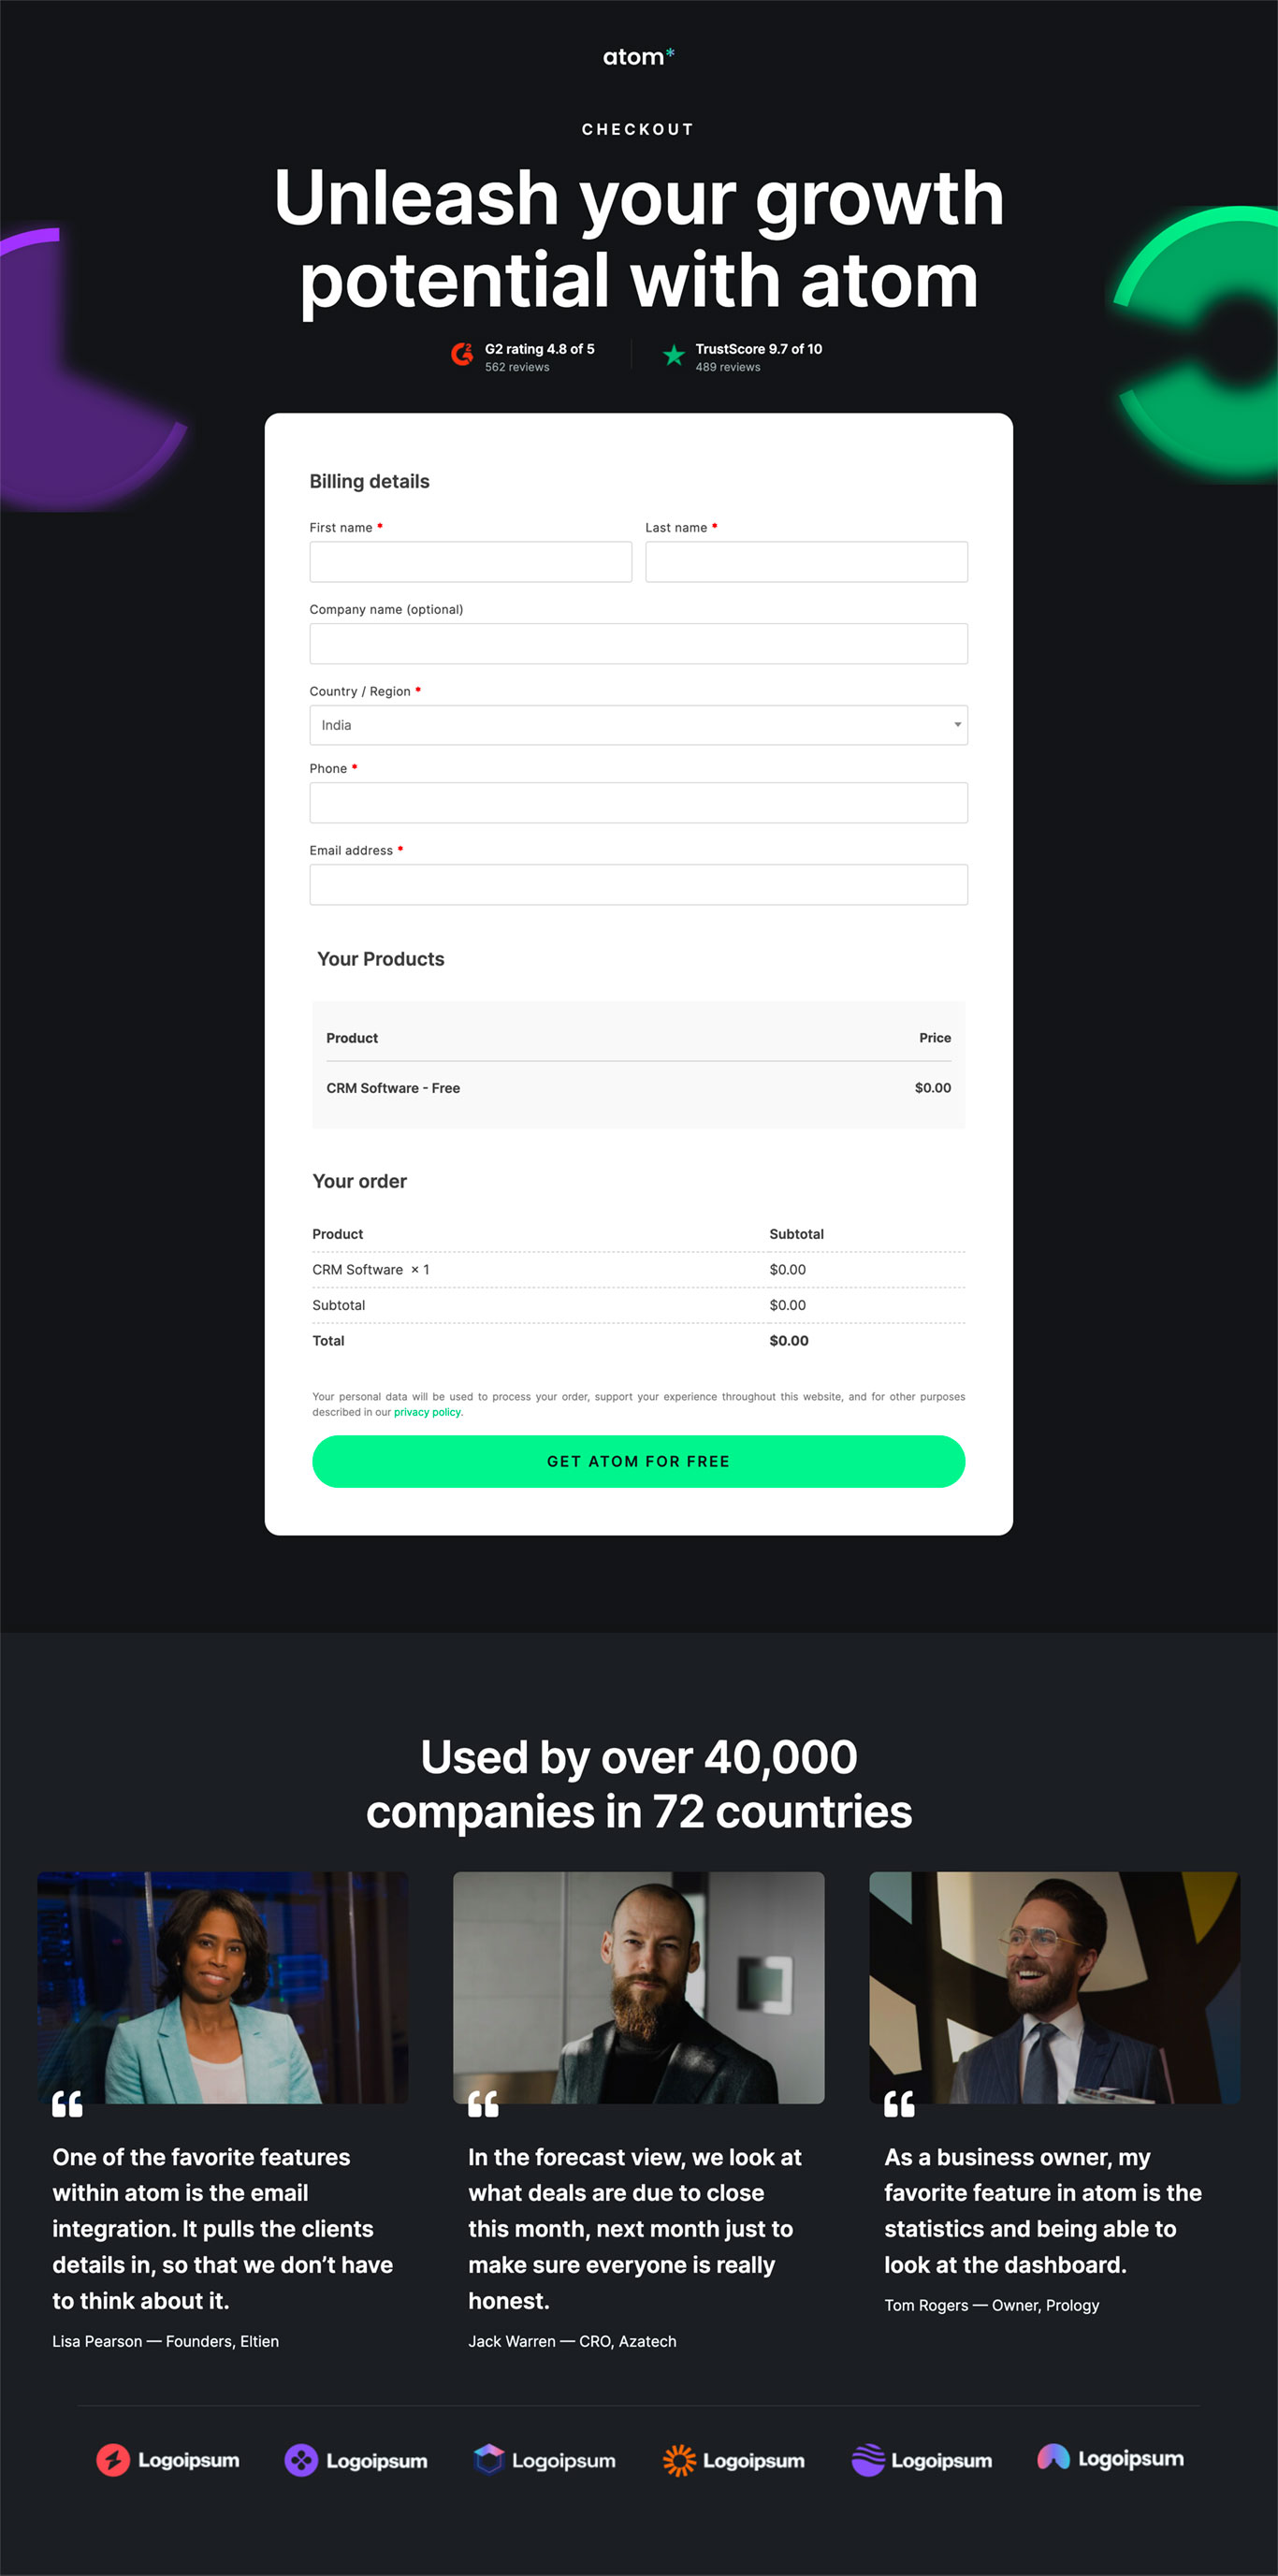 atom*
CHECKOUT
Unleash your growth
potential with atom
G2 rating 4.8 of 5
562 reviews
TrustScore 9.7 of 10
489 reviews
Billing details
First name *
Last name *
Company name (optional)
Country / Region *
India
Phone *
Email address *
Your Products
Product Price
CRM Software - Free $0.00
Your order
Product Subtotal
CRM Software × 1 $0.00
Subtotal $0.00
Total $0.00
Your personal data will be used to process your order, support your experience throughout this website, and for other purposes
described in our privacy policy.
GET ATOM FOR FREE
Used by over 40,000
companies in 72 countries
One of the favorite features
within atom is the email
integration. It pulls the clients
details in, so that we don’t have
to think about it.
Lisa Pearson — Founders, Eltien
In the forecast view, we look at
what deals are due to close
this month, next month just to
make sure everyone is really
honest.
Jack Warren — CRO, Azatech
As a business owner, my
favorite feature in atom is the
statistics and being able to
look at the dashboard.
Tom Rogers — Owner, Prology
Logoipsum
Logoipsum
Logoipsum
Logoipsum
Logoipsum
Logoipsum